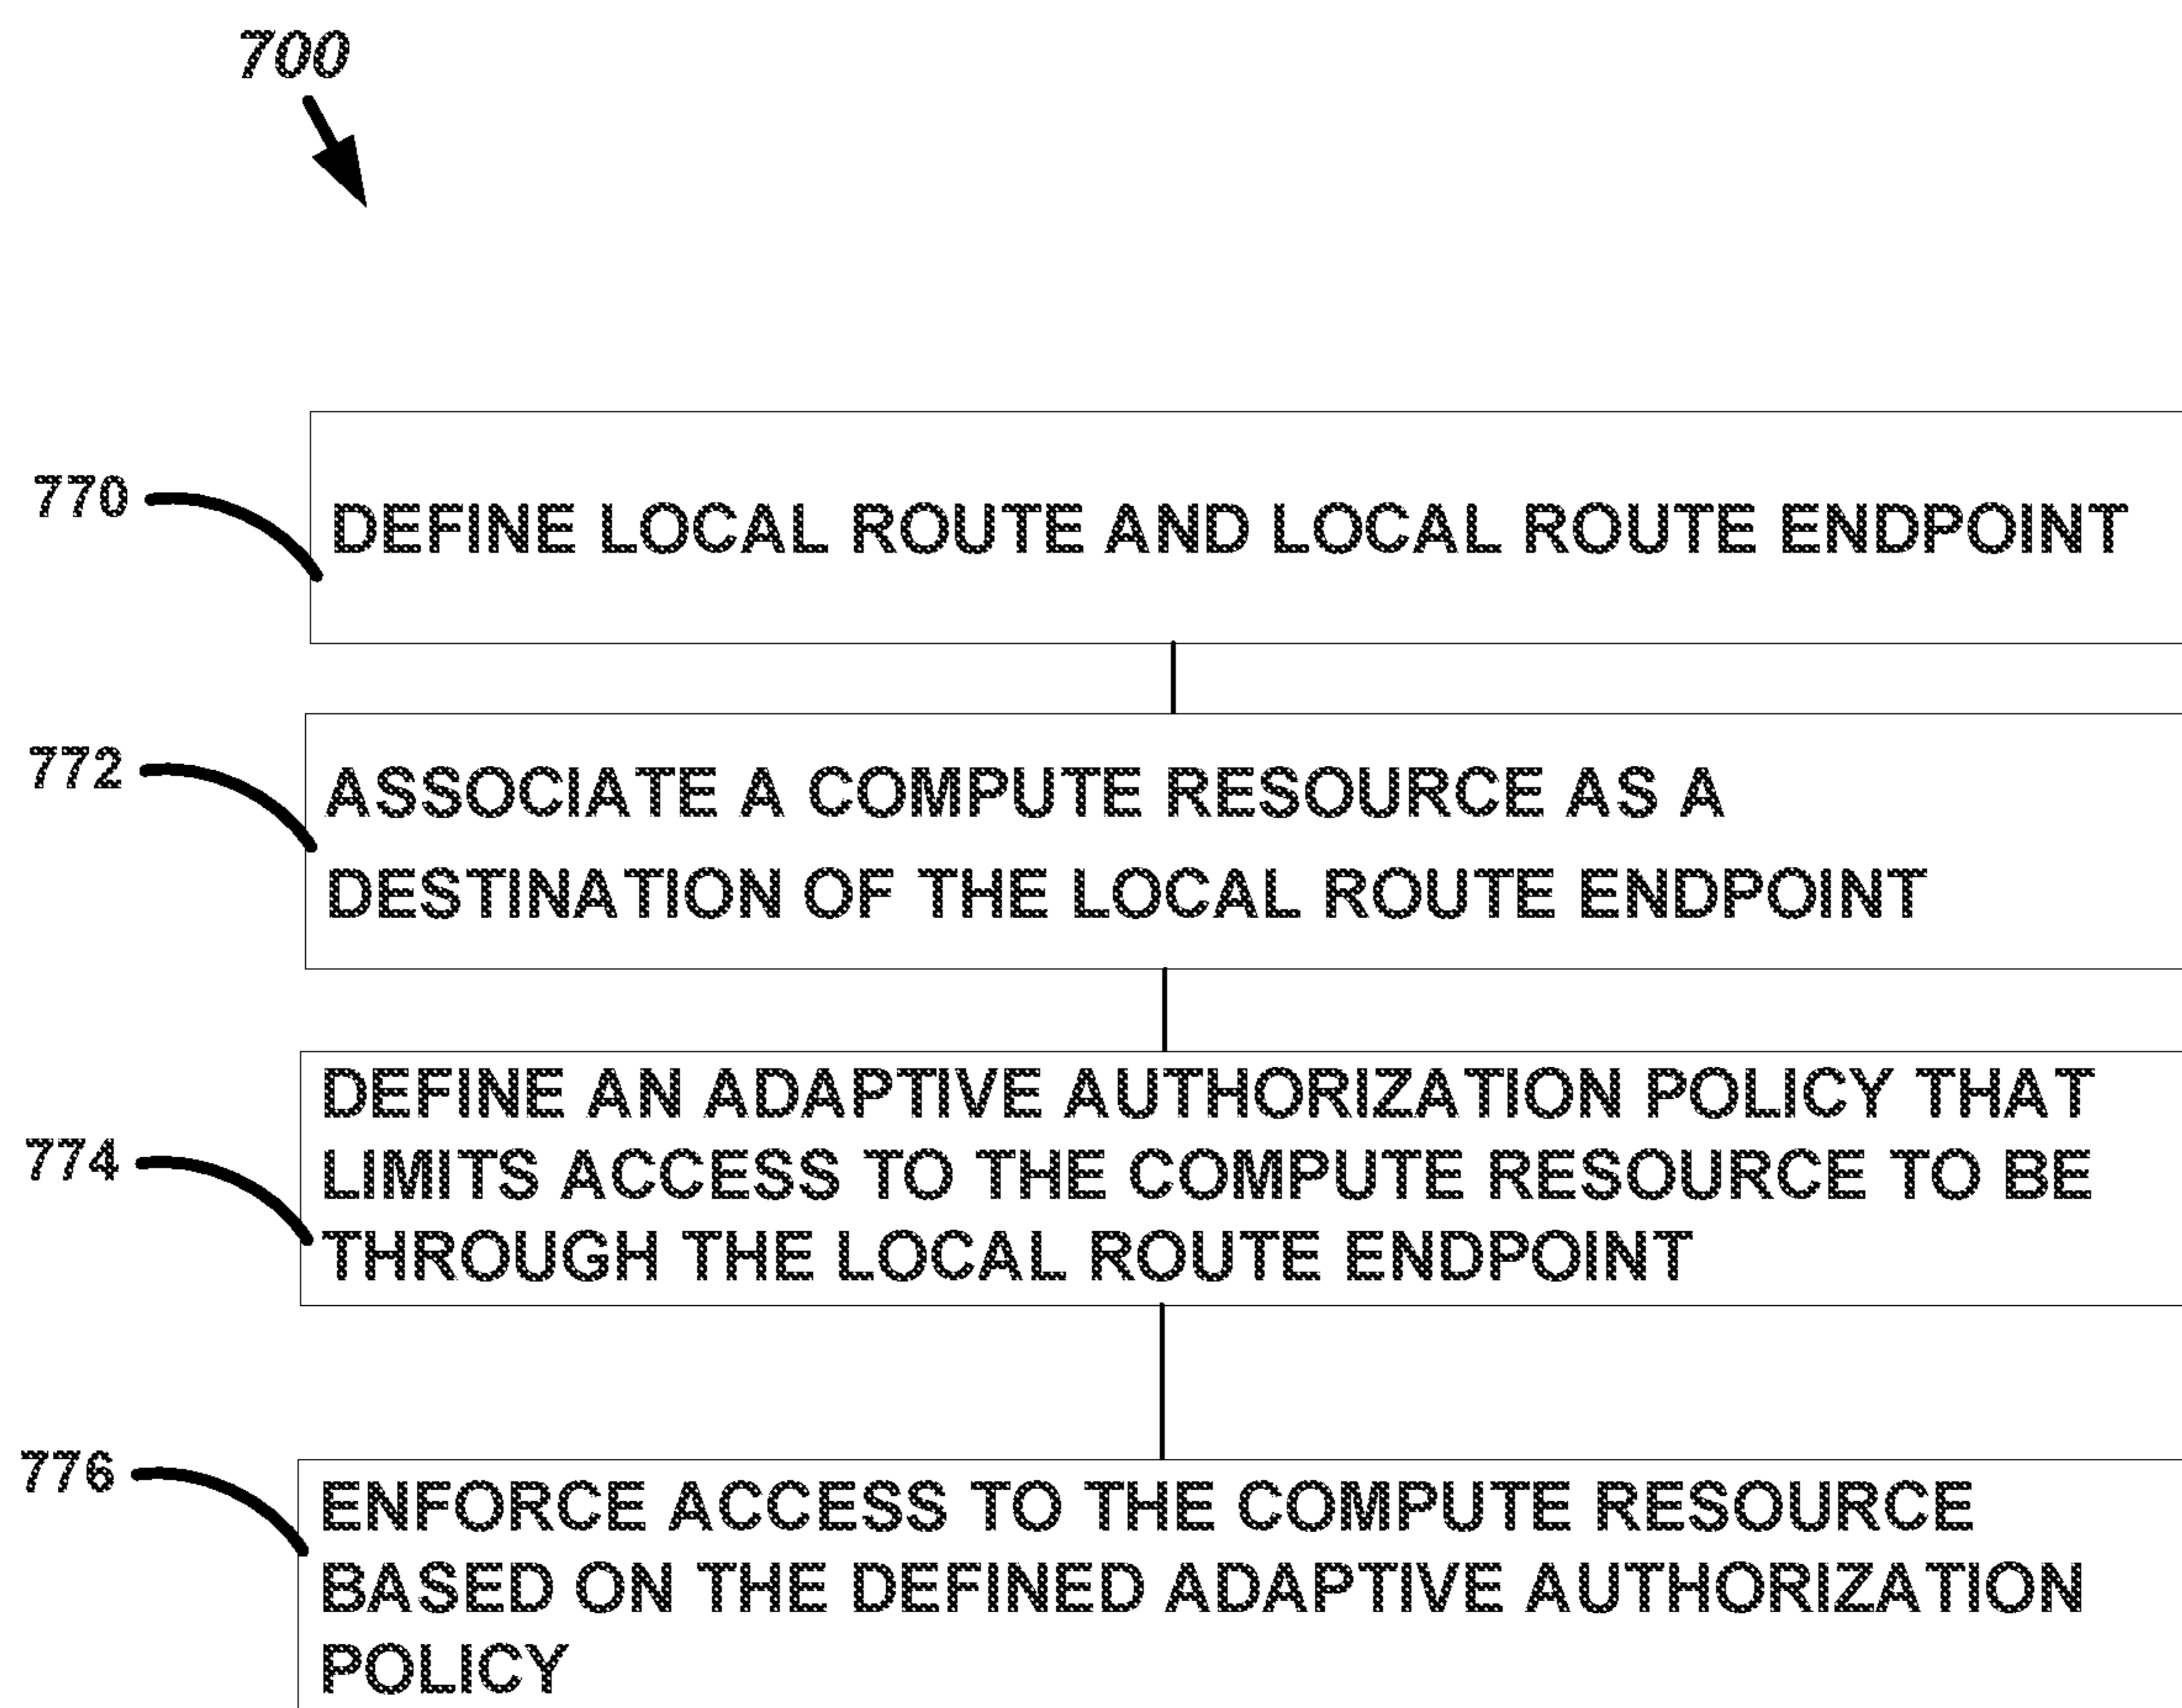 700
770
DEFINE LOCAL ROUTE AND LOCAL ROUTE ENDPOINT
772
ASSOCIATE A COMPUTE RESOURCE AS A
DESTINATION OF THE LOCAL ROUTE ENDPOINT
774
DEFINE AN ADAPTIVE AUTHORIZATION POLICY THAT
LIMITS ACCESS TO THE COMPUTE RESOURCE TO BE
THROUGH THE LOCAL ROUTE ENDPOINT
776
ENFORCE ACCESS TO THE COMPUTE RESOURCE
BASED ON THE DEFINED ADAPTIVE AUTHORIZATION
POLICY